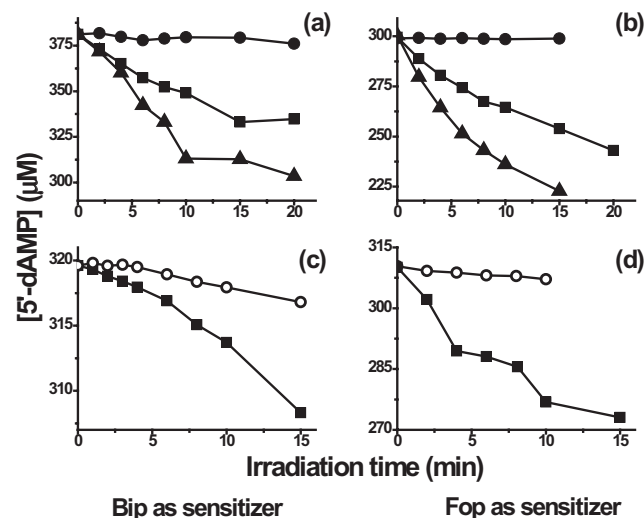 (a)
(b)
375
350
325
300
0 5 10 15 20
300
275
250
225
0 5 10 15 20
[5'-dAMP] (μM)
(c)
(d)
320
315
310
0 5 10 15
315
300
285
270
0 5 10 15
Irradiation time (min)
Bip as sensitizer
Fop as sensitizer